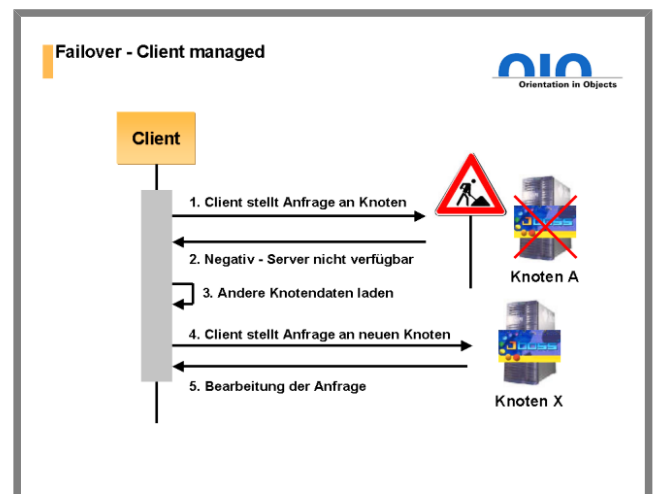 Failover - Client managed
OIO
Orientation in Objects
Client
1. Client stellt Anfrage an Knoten
2. Negativ - Server nicht verfügbar
Knoten A
3. Andere Knotendaten laden
4. Client stellt Anfrage an neuen Knoten
5. Bearbeitung der Anfrage
Knoten X